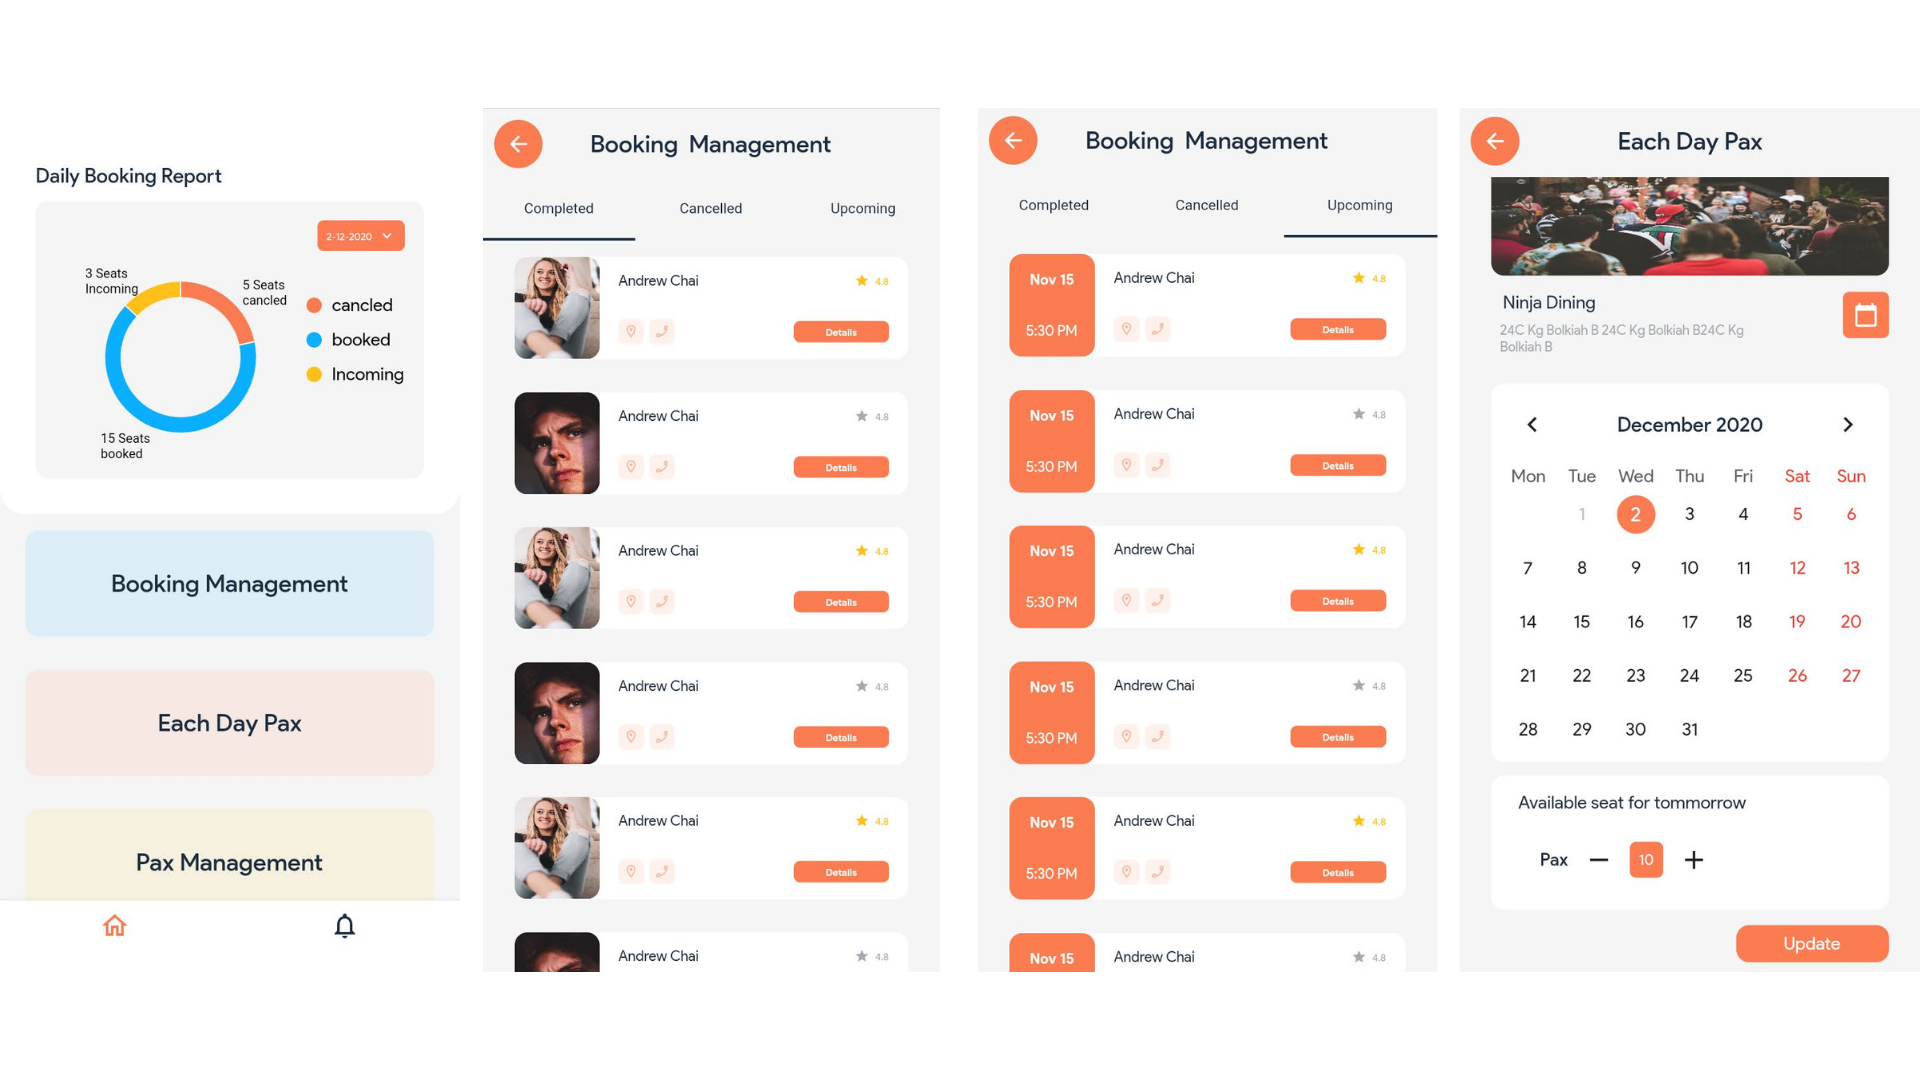 Daily Booking Report
2-12-2020
3 Seats
Incoming
5 Seats
cancled
15 Seats
booked
cancled
booked
Incoming
Booking Management
Each Day Pax
Pax Management
Booking Management
Completed Cancelled Upcoming
Andrew Chai 4.8
Details
Andrew Chai 4.8
Details
Andrew Chai 4.8
Details
Andrew Chai 4.8
Details
Andrew Chai 4.8
Details
Andrew Chai 4.8
Booking Management
Completed Cancelled Upcoming
Nov 15 Andrew Chai 4.8
5:30 PM Details
Nov 15 Andrew Chai 4.8
5:30 PM Details
Nov 15 Andrew Chai 4.8
5:30 PM Details
Nov 15 Andrew Chai 4.8
5:30 PM Details
Nov 15 Andrew Chai 4.8
5:30 PM Details
Nov 15 Andrew Chai 4.8
Each Day Pax
Ninja Dining
24C Kg Bolkiah B 24C Kg Bolkiah B24C Kg
Bolkiah B
December 2020
Mon Tue Wed Thu Fri Sat Sun
1 2 3 4 5 6
7 8 9 10 11 12 13
14 15 16 17 18 19 20
21 22 23 24 25 26 27
28 29 30 31
Available seat for tommorrow
Pax 10
Update